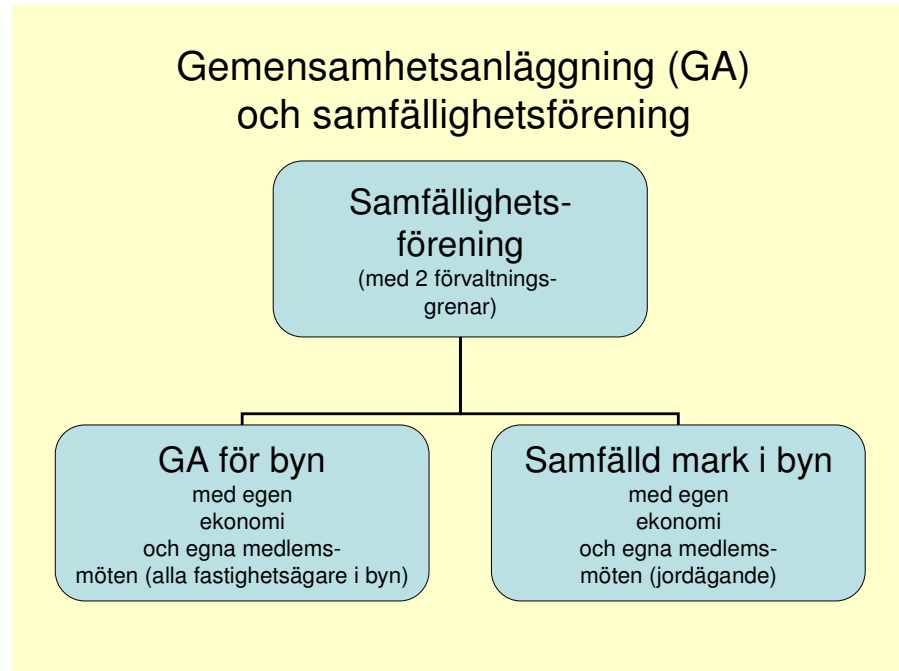 Gemensamhetsanläggning (GA)
och samfällighetsförening
Samfällighets-
förening
(med 2 förvaltnings-
grenar)
GA för byn
med egen
ekonomi
och egna medlems-
möten (alla fastighetsägare i byn)
Samfälld mark i byn
med egen
ekonomi
och egna medlems-
möten (jordägande)